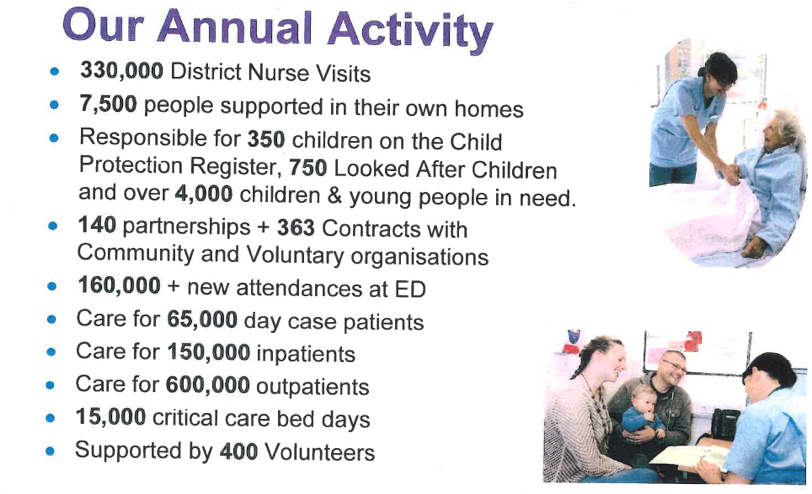 Our Annual Activity
• 330,000 District Nurse Visits
• 7,500 people supported in their own homes
• Responsible for 350 children on the Child
Protection Register, 750 Looked After Children
and over 4,000 children & young people in need.
• 140 partnerships + 363 Contracts with
Community and Voluntary organisations
• 160,000 + new attendances at ED
• Care for 65,000 day case patients
• Care for 150,000 inpatients
• Care for 600,000 outpatients
• 15,000 critical care bed days
• Supported by 400 Volunteers